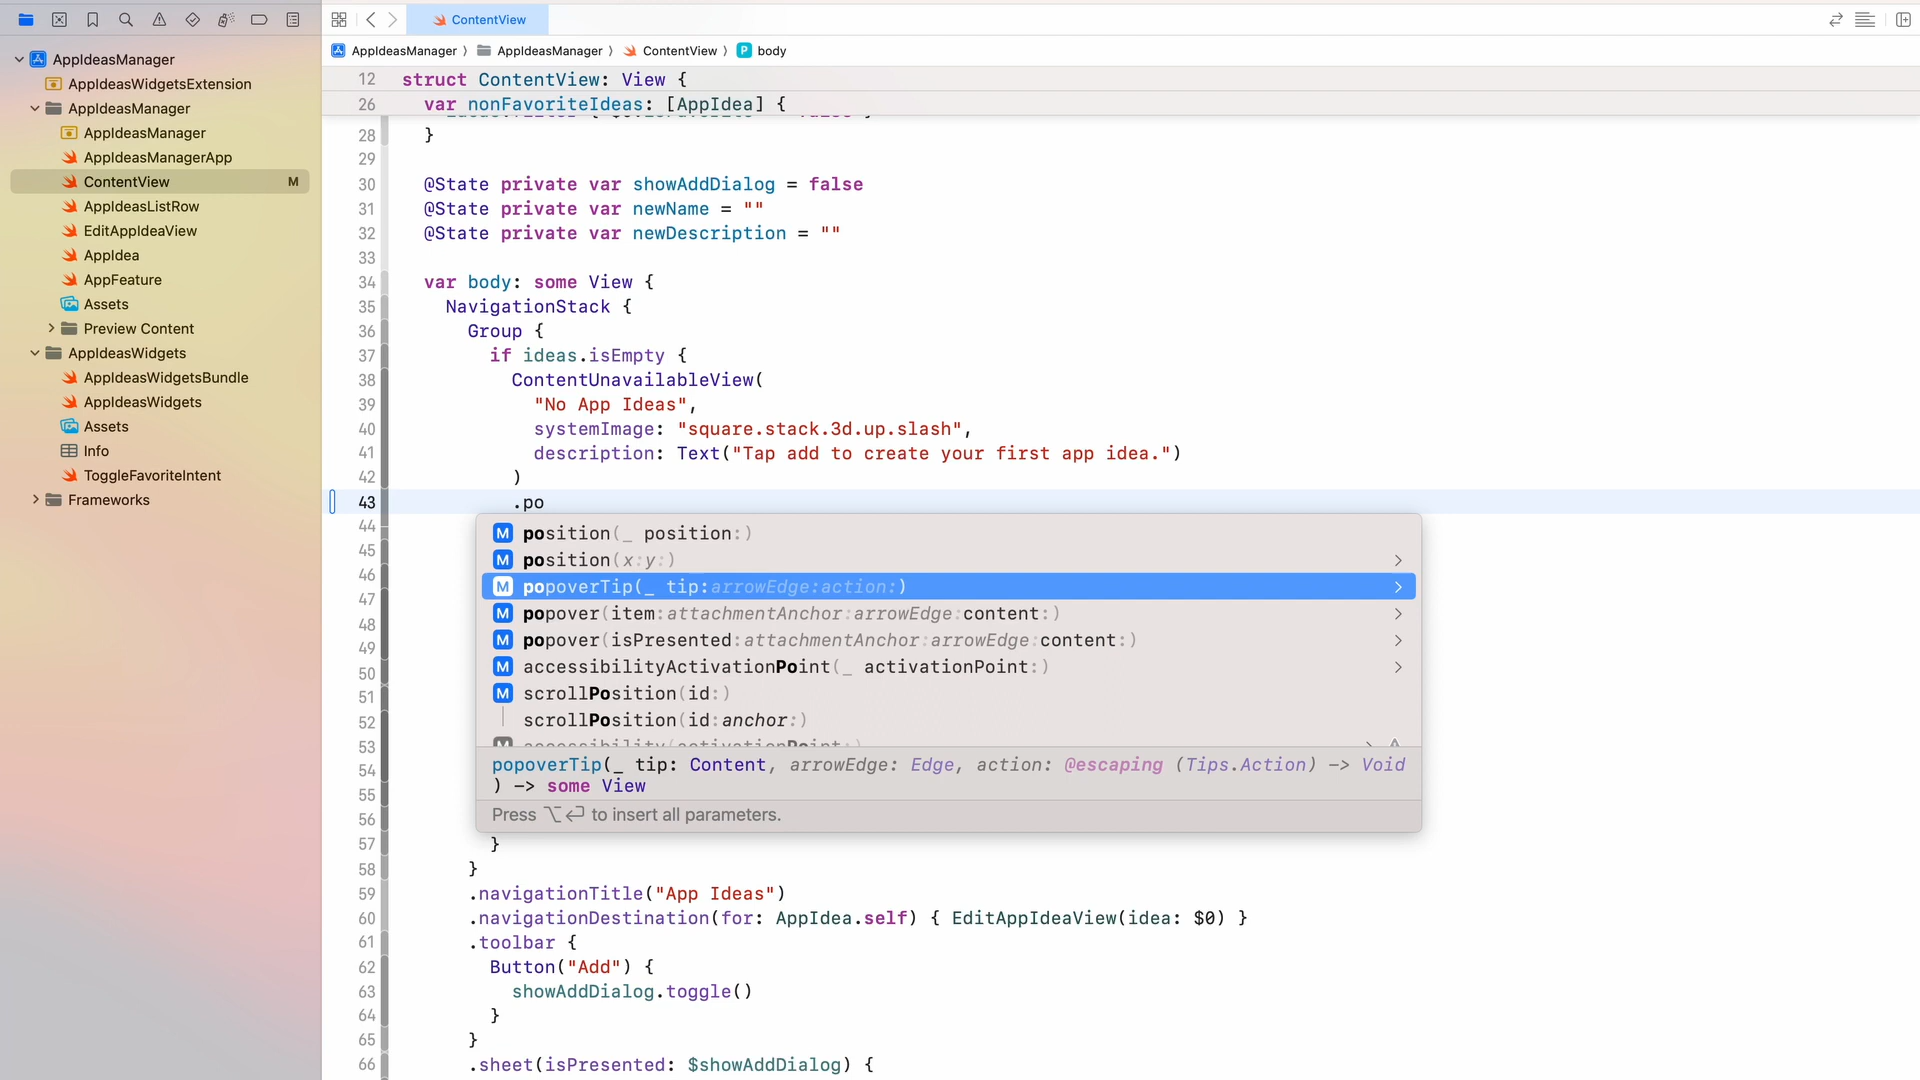 ContentView
AppIdeasManager
AppIdeasWidgetsExtension
AppIdeasManager
AppIdeasManager
AppIdeasManagerApp
ContentView M
AppIdeasListRow
EditAppIdeaView
AppIdea
AppFeature
Assets
Preview Content
AppIdeasWidgets
AppIdeasWidgetsBundle
AppIdeasWidgets
Assets
Info
ToggleFavoriteIntent
Frameworks
AppIdeasManager ⟩ AppIdeasManager ⟩ ContentView ⟩ P body
12 struct ContentView: View {
26 var nonFavoriteIdeas: [AppIdea] {
28 }
29
30 @State private var showAddDialog = false
31 @State private var newName = ""
32 @State private var newDescription = ""
33
34 var body: some View {
35 NavigationStack {
36 Group {
37 if ideas.isEmpty {
38 ContentUnavailableView(
39 "No App Ideas",
40 systemImage: "square.stack.3d.up.slash",
41 description: Text("Tap add to create your first app idea.")
42 )
43 .po
44
45
46
47
48
49
50
51
52
53
54
55
56
M position(_ position:)
M position(x:y:)
M popoverTip(_ tip:arrowEdge:action:)
M popover(item:attachmentAnchor:arrowEdge:content:)
M popover(isPresented:attachmentAnchor:arrowEdge:content:)
M accessibilityActivationPoint(_ activationPoint:)
M scrollPosition(id:)
scrollPosition(id:anchor:)
M accessibility(activationPoint:)
popoverTip(_ tip: Content, arrowEdge: Edge, action: @escaping (Tips.Action) -> Void
) -> some View
Press ⌥⏎ to insert all parameters.
57 }
58 }
59 .navigationTitle("App Ideas")
60 .navigationDestination(for: AppIdea.self) { EditAppIdeaView(idea: $0) }
61 .toolbar {
62 Button("Add") {
63 showAddDialog.toggle()
64 }
65 }
66 .sheet(isPresented: $showAddDialog) {